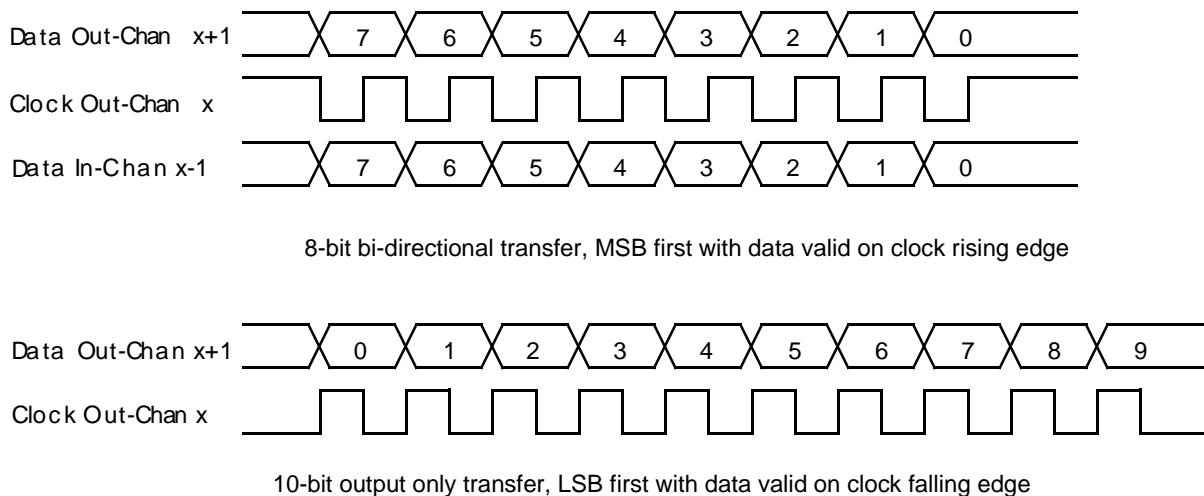 Data Out-Chan x+1
7 6 5 4 3 2 1 0
Clock Out-Chan x
Data In-Chan x-1
7 6 5 4 3 2 1 0
8-bit bi-directional transfer, MSB first with data valid on clock rising edge
Data Out-Chan x+1
0 1 2 3 4 5 6 7 8 9
Clock Out-Chan x
10-bit output only transfer, LSB first with data valid on clock falling edge